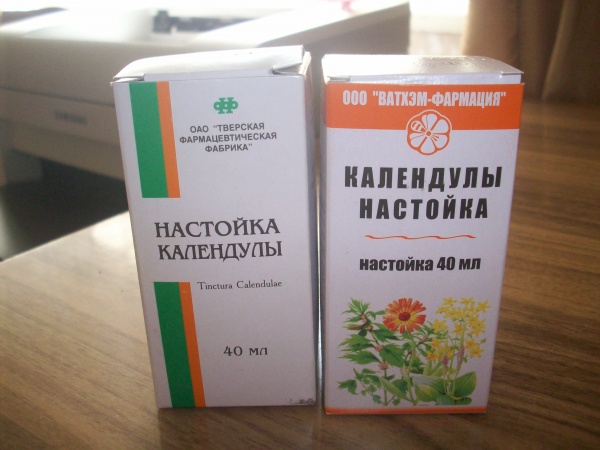 ОАО "ТВЕРСКАЯ
ФАРМАЦЕВТИЧЕСКАЯ
ФАБРИКА"
НАСТОЙКА
КАЛЕНДУЛЫ
Tinctura Calendulae
40 мл
ООО "ВАТХЭМ-ФАРМАЦИЯ"
КАЛЕНДУЛЫ
НАСТОЙКА
настойка 40 мл